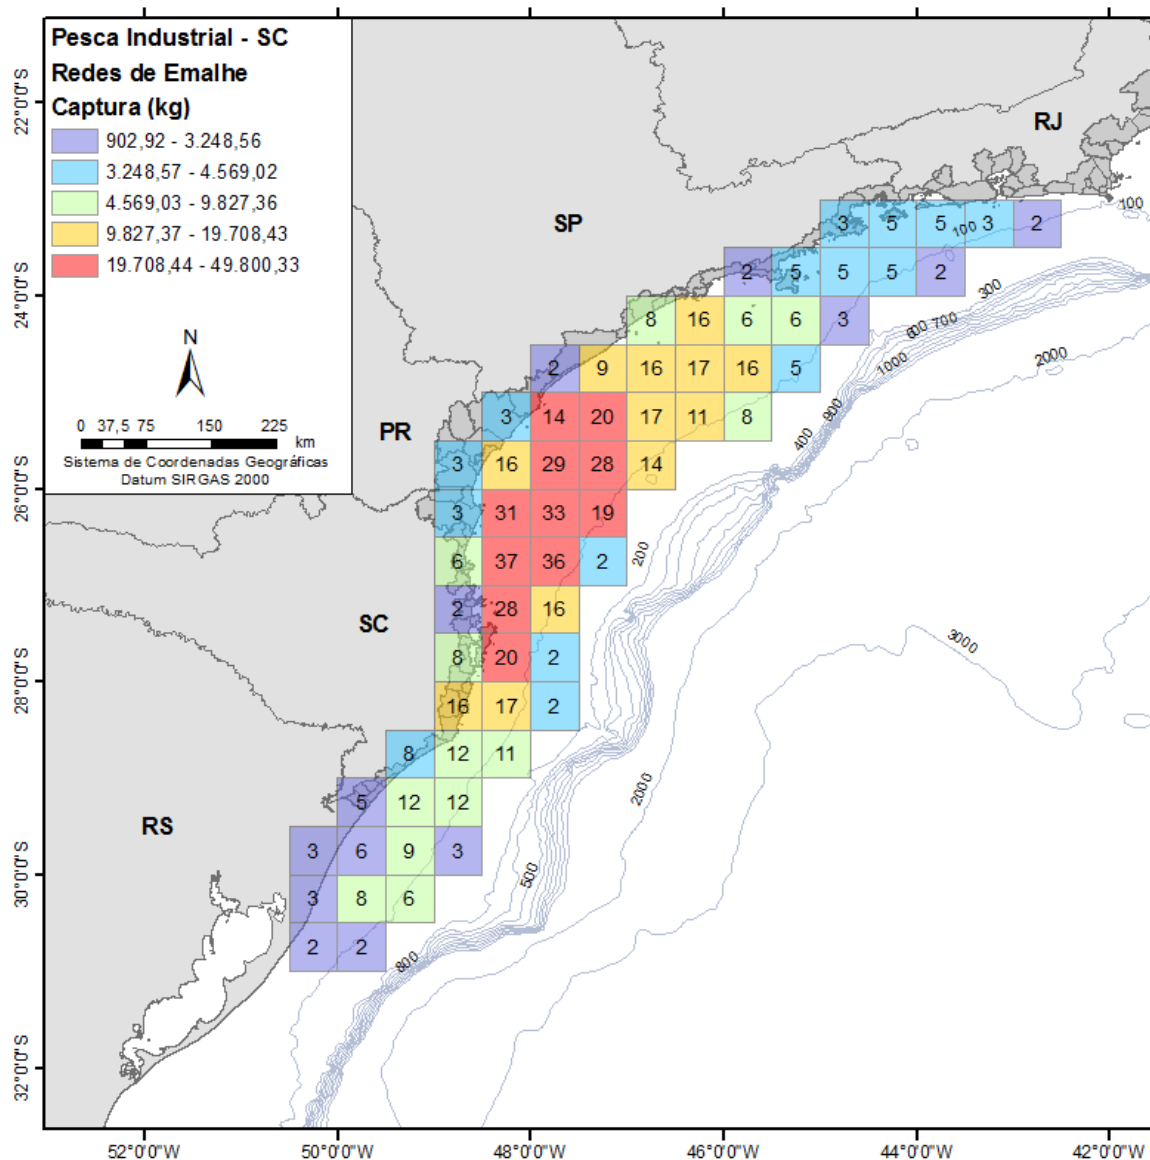 Pesca Industrial - SC
Redes de Emalhe
Captura (kg)
902,92 - 3.248,56
3.248,57 - 4.569,02
4.569,03 - 9.827,36
9.827,37 - 19.708,43
19.708,44 - 49.800,33
N
0 37,5 75 150 225
km
Sistema de Coordenadas Geográficas
Datum SIRGAS 2000
RJ
SP
PR
SC
RS
3 5 5 3 2
2 5 5 5 2
8 16 6 6 3
2 9 16 17 16 5
3 14 20 17 11 8
3 16 29 28 14
3 31 33 19
6 37 36 2
2 28 16
8 20 2
16 17 2
8 12 11
5 12 12
3 6 9 3
3 8 6
2 2
100
100
300
600
700
1000
2000
900
400
200
3000
2000
500
800
22°0'0"S
24°0'0"S
26°0'0"S
28°0'0"S
30°0'0"S
32°0'0"S
52°0'0"W
50°0'0"W
48°0'0"W
46°0'0"W
44°0'0"W
42°0'0"W